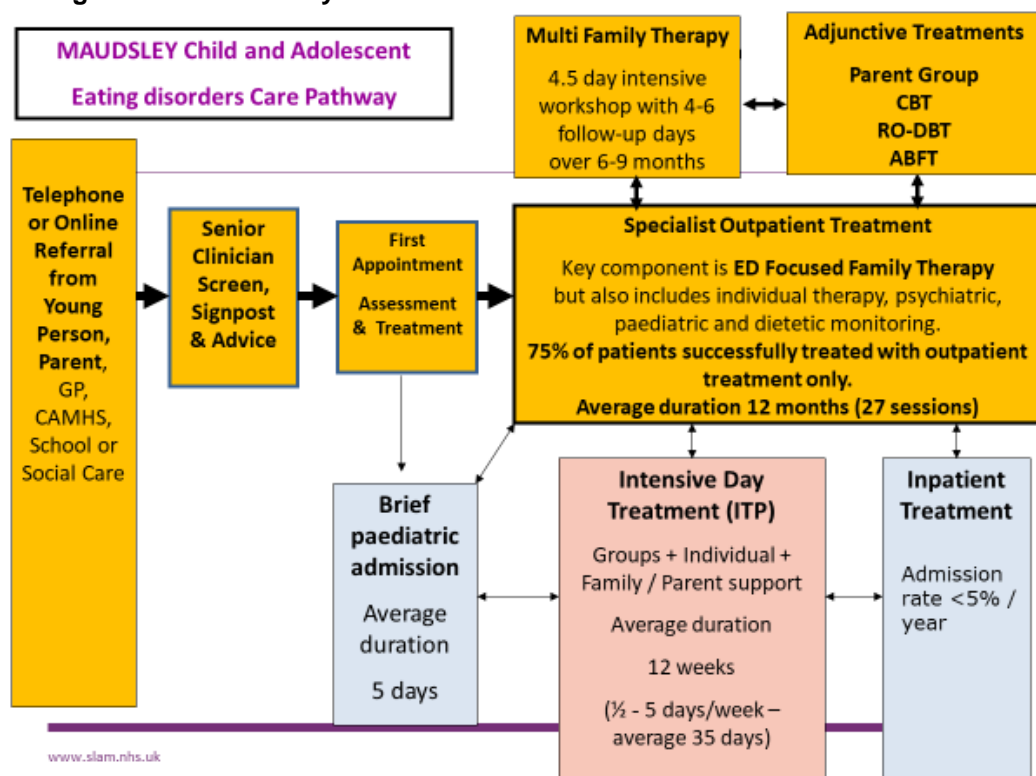 MAUDSLEY Child and Adolescent
Eating disorders Care Pathway
Multi Family Therapy
4.5 day intensive
workshop with 4-6
follow-up days
over 6-9 months
Adjunctive Treatments
Parent Group
CBT
RO-DBT
ABFT
Telephone
or Online
Referral
from
Young
Person,
Parent,
GP,
CAMHS,
School or
Social Care
Senior
Clinician
Screen,
Signpost
& Advice
First
Appointment
Assessment
& Treatment
Specialist Outpatient Treatment
Key component is ED Focused Family Therapy
but also includes individual therapy, psychiatric,
paediatric and dietetic monitoring.
75% of patients successfully treated with outpatient
treatment only.
Average duration 12 months (27 sessions)
Brief
paediatric
admission
Average
duration
5 days
Intensive Day
Treatment (ITP)
Groups + Individual +
Family / Parent support
Average duration
12 weeks
(½ - 5 days/week –
average 35 days)
Inpatient
Treatment
Admission
rate <5% /
year
www.slam.nhs.uk